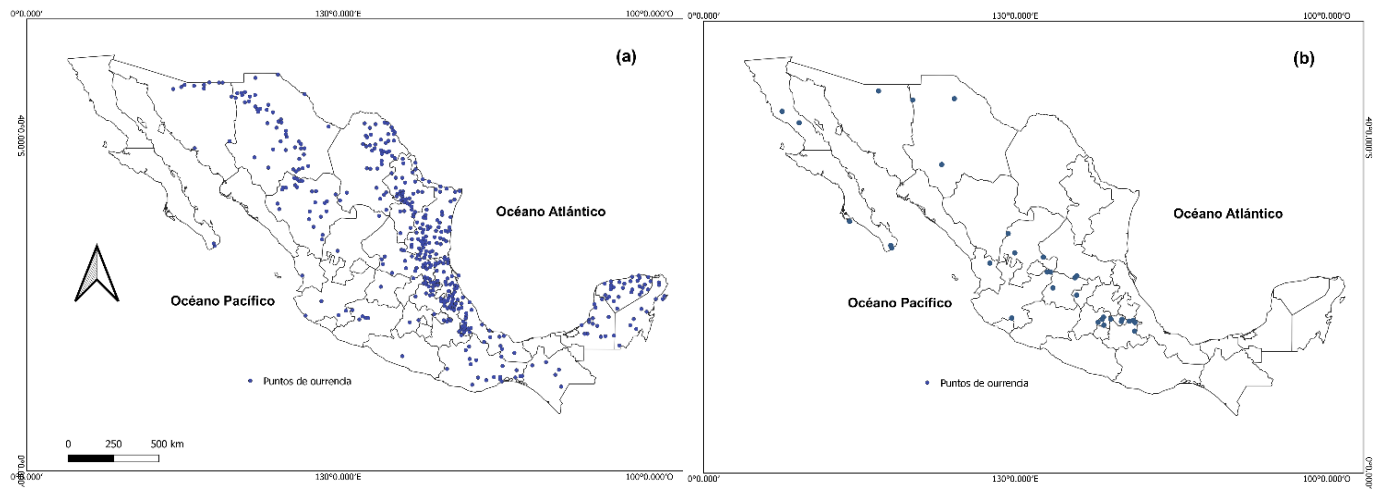 0°0.000' 130°0.000'E 100°0.000'O
(a)
40°0.000'S
Océano Atlántico
Océano Pacífico
Puntos de ourrencia
0 250 500 km
0°0.000'
0°0.000' 130°0.000'E 100°0.000'O
130°0.000'E 100°0.000'O
(b)
40°0.000'S
Océano Atlántico
Océano Pacífico
Puntos de ourrencia
0°0.000'
130°0.000'E 100°0.000'O